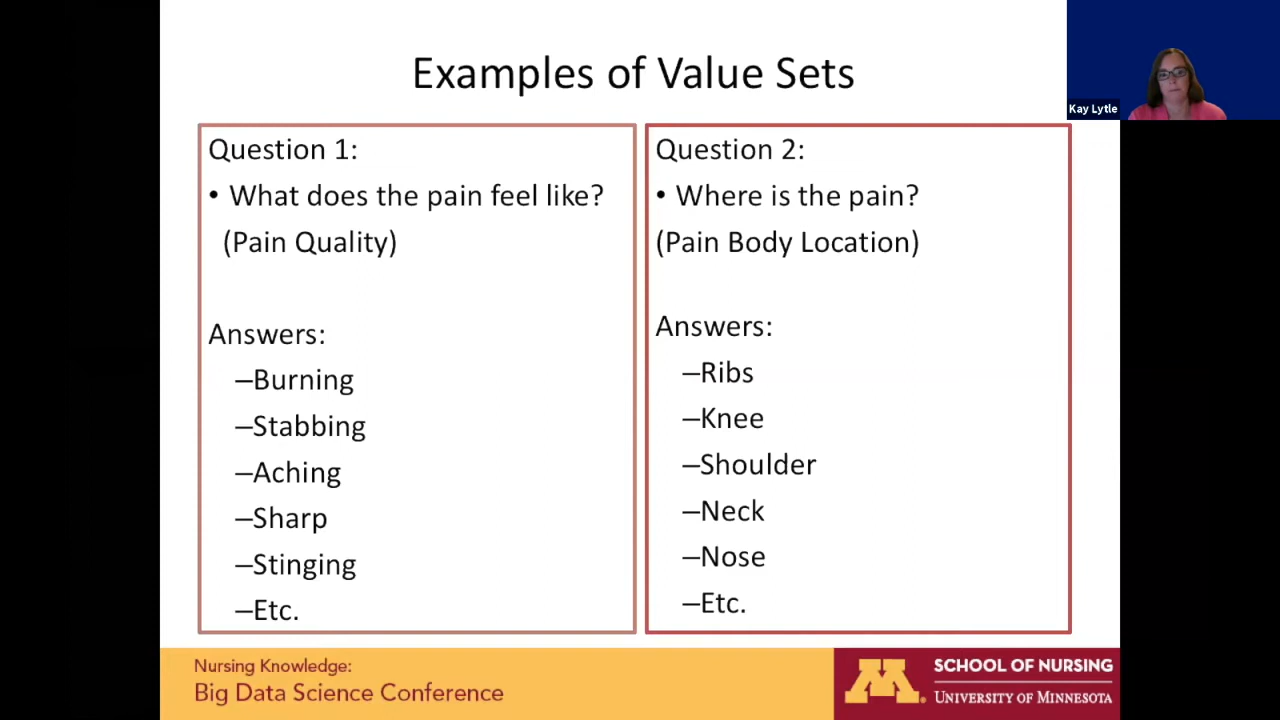 Examples of Value Sets
Kay Lytle
Question 1:
• What does the pain feel like?
(Pain Quality)
Answers:
–Burning
–Stabbing
–Aching
–Sharp
–Stinging
–Etc.
Question 2:
• Where is the pain?
(Pain Body Location)
Answers:
–Ribs
–Knee
–Shoulder
–Neck
–Nose
–Etc.
Nursing Knowledge:
Big Data Science Conference
M
SCHOOL OF NURSING
UNIVERSITY OF MINNESOTA